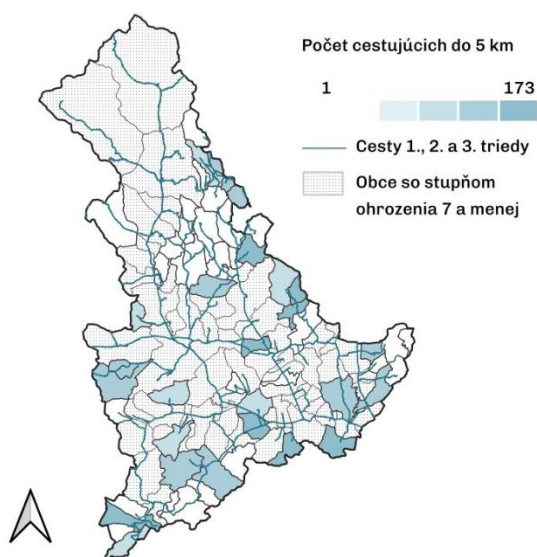 Počet cestujúcich do 5 km
1 173
Cesty 1., 2. a 3. triedy
Obce so stupňom
ohrozenia 7 a menej